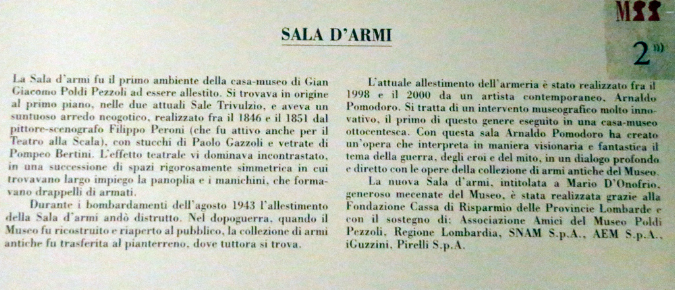 M
2 n)
SALA D'ARMI
La Sala d'armi fu il primo ambiente della casa-museo di Gian
Giacomo Poldi Pezzoli ad essere allestito. Si trovava in origine
al primo piano, nelle due attuali Sale Trivulzio, e aveva un
suntuoso arredo neogotico, realizzato fra il 1846 e il 1851 dal
pittore-scenografo Filippo Peroni (che fu attivo anche per il
Teatro alla Scala), con stucchi di Paolo Gazzoli e vetrate di
Pompeo Bertini. L'effetto teatrale vi dominava incontrastato,
in una successione di spazi rigorosamente simmetrica in cui
trovavano largo impiego la panoplia e i manichini, che forma-
vano drappelli di armati.
Durante i bombardamenti dell'agosto 1943 l'allestimento
della Sala d'armi andò distrutto. Nel dopoguerra, quando il
Museo fu ricostruito e riaperto al pubblico, la collezione di armi
antiche fu trasferita al pianterreno, dove tuttora si trova.
L'attuale allestimento dell'armeria è stato realizzato fra il
1998 e il 2000 da un artista contemporaneo, Arnaldo
Pomodoro. Si tratta di un intervento museografico molto inno-
vativo, il primo di questo genere eseguito in una casa-museo
ottocentesca. Con questa sala Arnaldo Pomodoro ha creato
un'opera che interpreta in maniera visionaria e fantastica il
tema della guerra, degli eroi e del mito, in un dialogo profondo
e diretto con le opere della collezione di armi antiche del Museo.
La nuova Sala d'armi, intitolata a Mario D'Onofrio,
generoso mecenate del Museo, è stata realizzata grazie alla
Fondazione Cassa di Risparmio delle Provincie Lombarde e
con il sostegno di: Associazione Amici del Museo Poldi
Pezzoli, Regione Lombardia, SNAM S.p.A., AEM S.p.A.,
iGuzzini, Pirelli S.p.A.